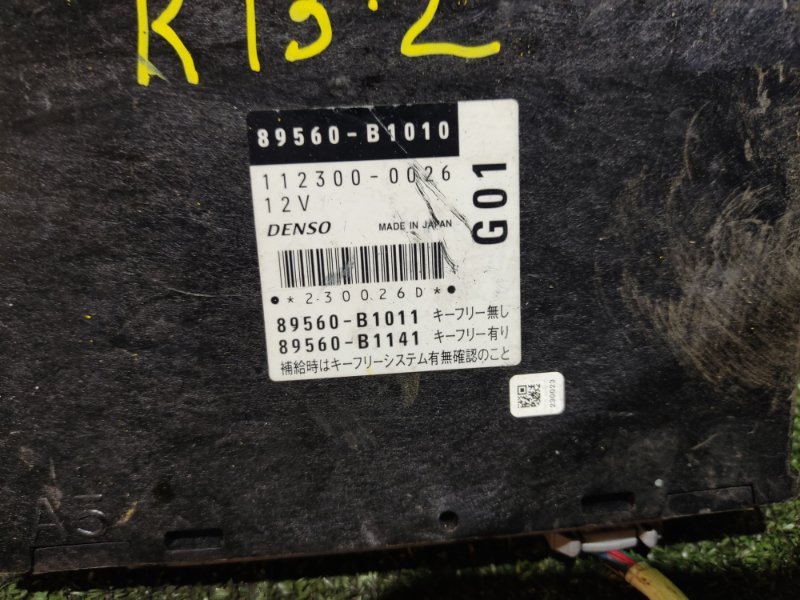 K13·2
89560-B1010
112300-0026
12V
G01
DENSO MADE IN JAPAN
*230026D*
89560-B1011 キーフリー無し
89560-B1141 キーフリー有り
補給時はキーフリーシステム有無確認のこと
230023
A5